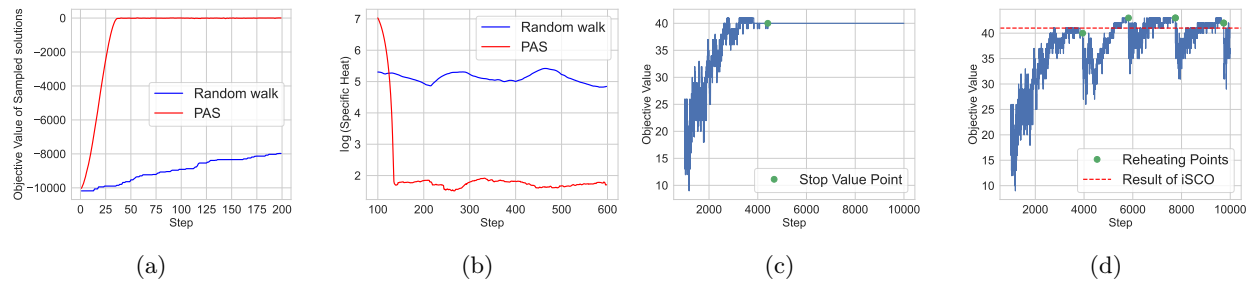 Objective Value of Sampled solutions
0
−2000
−4000
−6000
−8000
−10000
Random walk
PAS
0 25 50 75 100 125 150 175 200
Step
(a)
log (Specific Heat)
7
6
5
4
3
2
Random walk
PAS
100 200 300 400 500 600
Step
(b)
Objective Value
40
35
30
25
20
15
10
Stop Value Point
2000 4000 6000 8000 10000
Step
(c)
Objective Value
40
35
30
25
20
15
10
Reheating Points
Result of iSCO
2000 4000 6000 8000 10000
Step
(d)